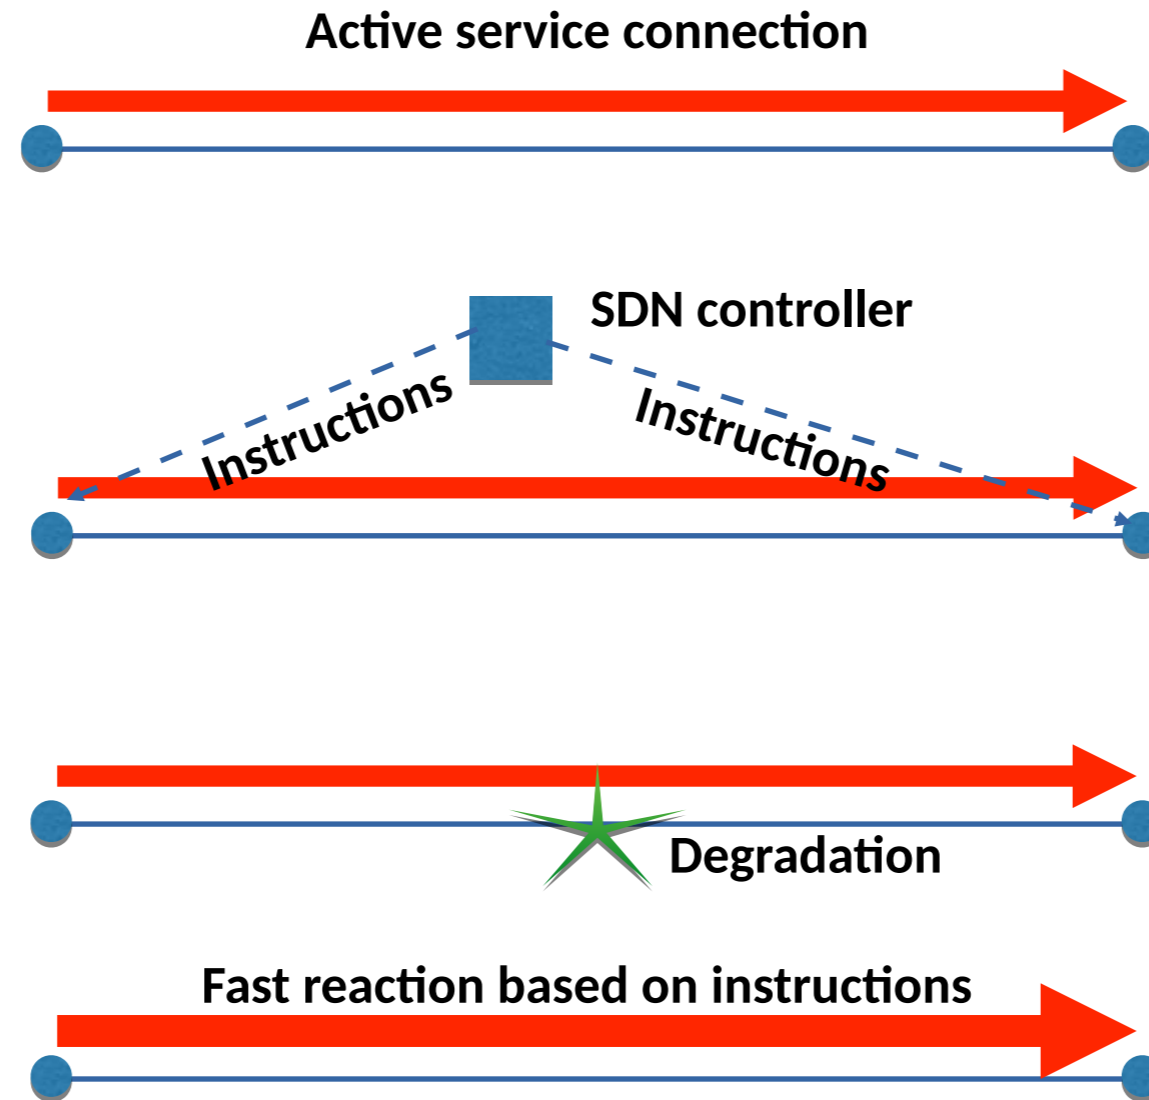 Active service connection
SDN controller
Instructions
Instructions
Degradation
Fast reaction based on instructions